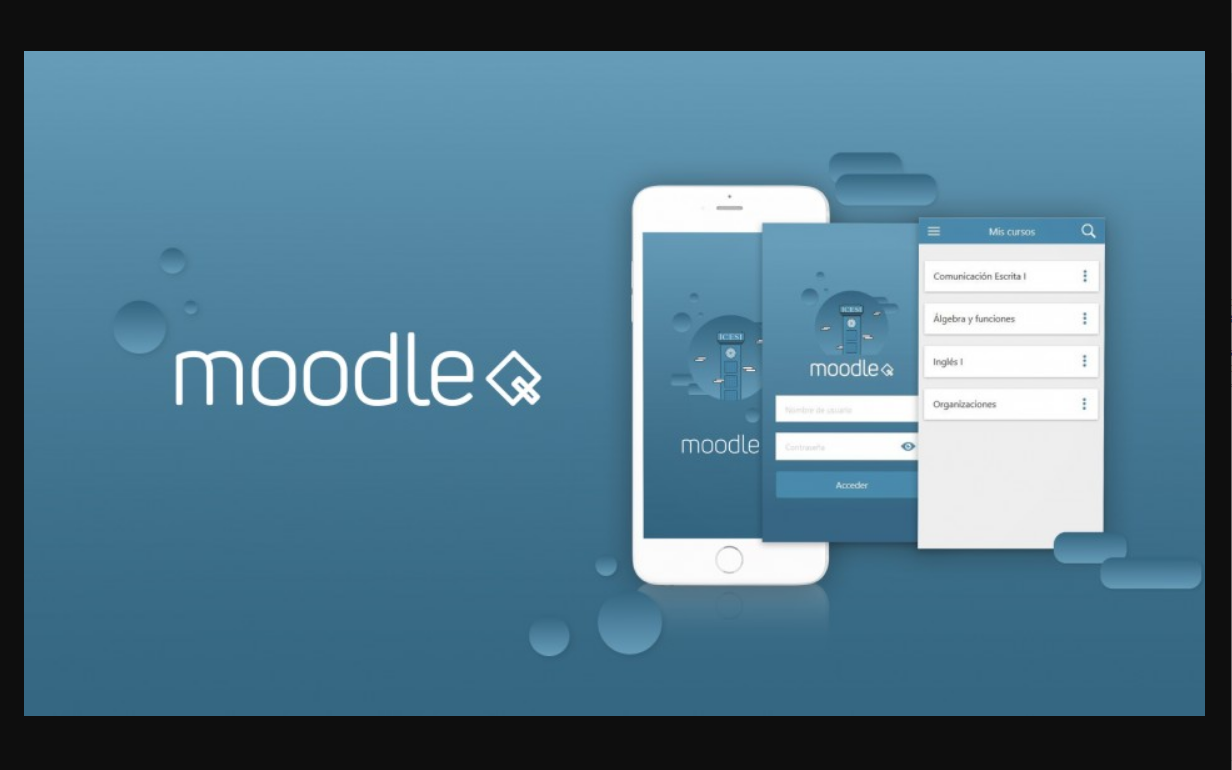 moodle
ICESI
moodle
ICESI
moodle
Nombre de usuario
Contraseña
Acceder
Mis cursos
Comunicación Escrita I
Álgebra y funciones
Inglés I
Organizaciones